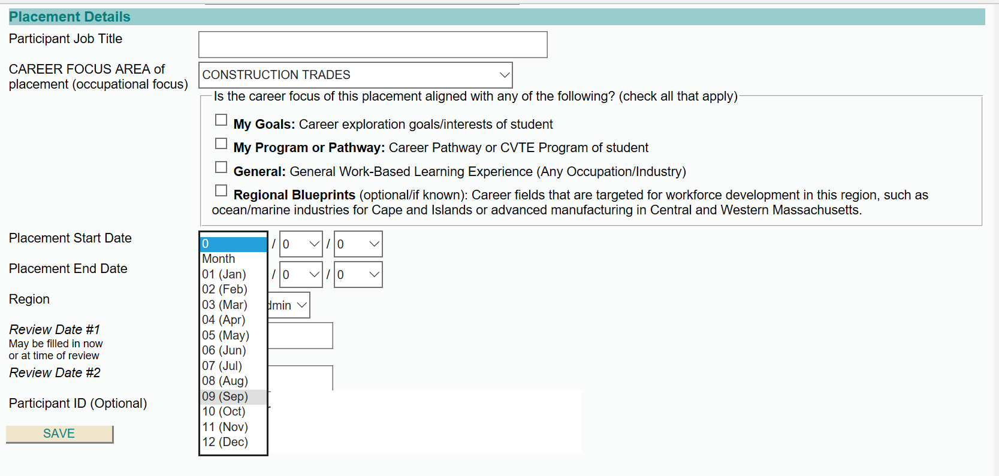 Placement Details
Participant Job Title
CAREER FOCUS AREA of
placement (occupational focus)
CONSTRUCTION TRADES
Is the career focus of this placement aligned with any of the following? (check all that apply)
My Goals: Career exploration goals/interests of student
My Program or Pathway: Career Pathway or CVTE Program of student
General: General Work-Based Learning Experience (Any Occupation/Industry)
Regional Blueprints (optional/if known): Career fields that are targeted for workforce development in this region, such as
ocean/marine industries for Cape and Islands or advanced manufacturing in Central and Western Massachusetts.
Placement Start Date
0 / 0 / 0
Month
01 (Jan)
02 (Feb)
03 (Mar)
04 (Apr)
05 (May)
06 (Jun)
07 (Jul)
08 (Aug)
09 (Sep)
10 (Oct)
11 (Nov)
12 (Dec)
Placement End Date
/ 0 / 0
Region
dmin
Review Date #1
May be filled in now
or at time of review
Review Date #2
Participant ID (Optional)
SAVE